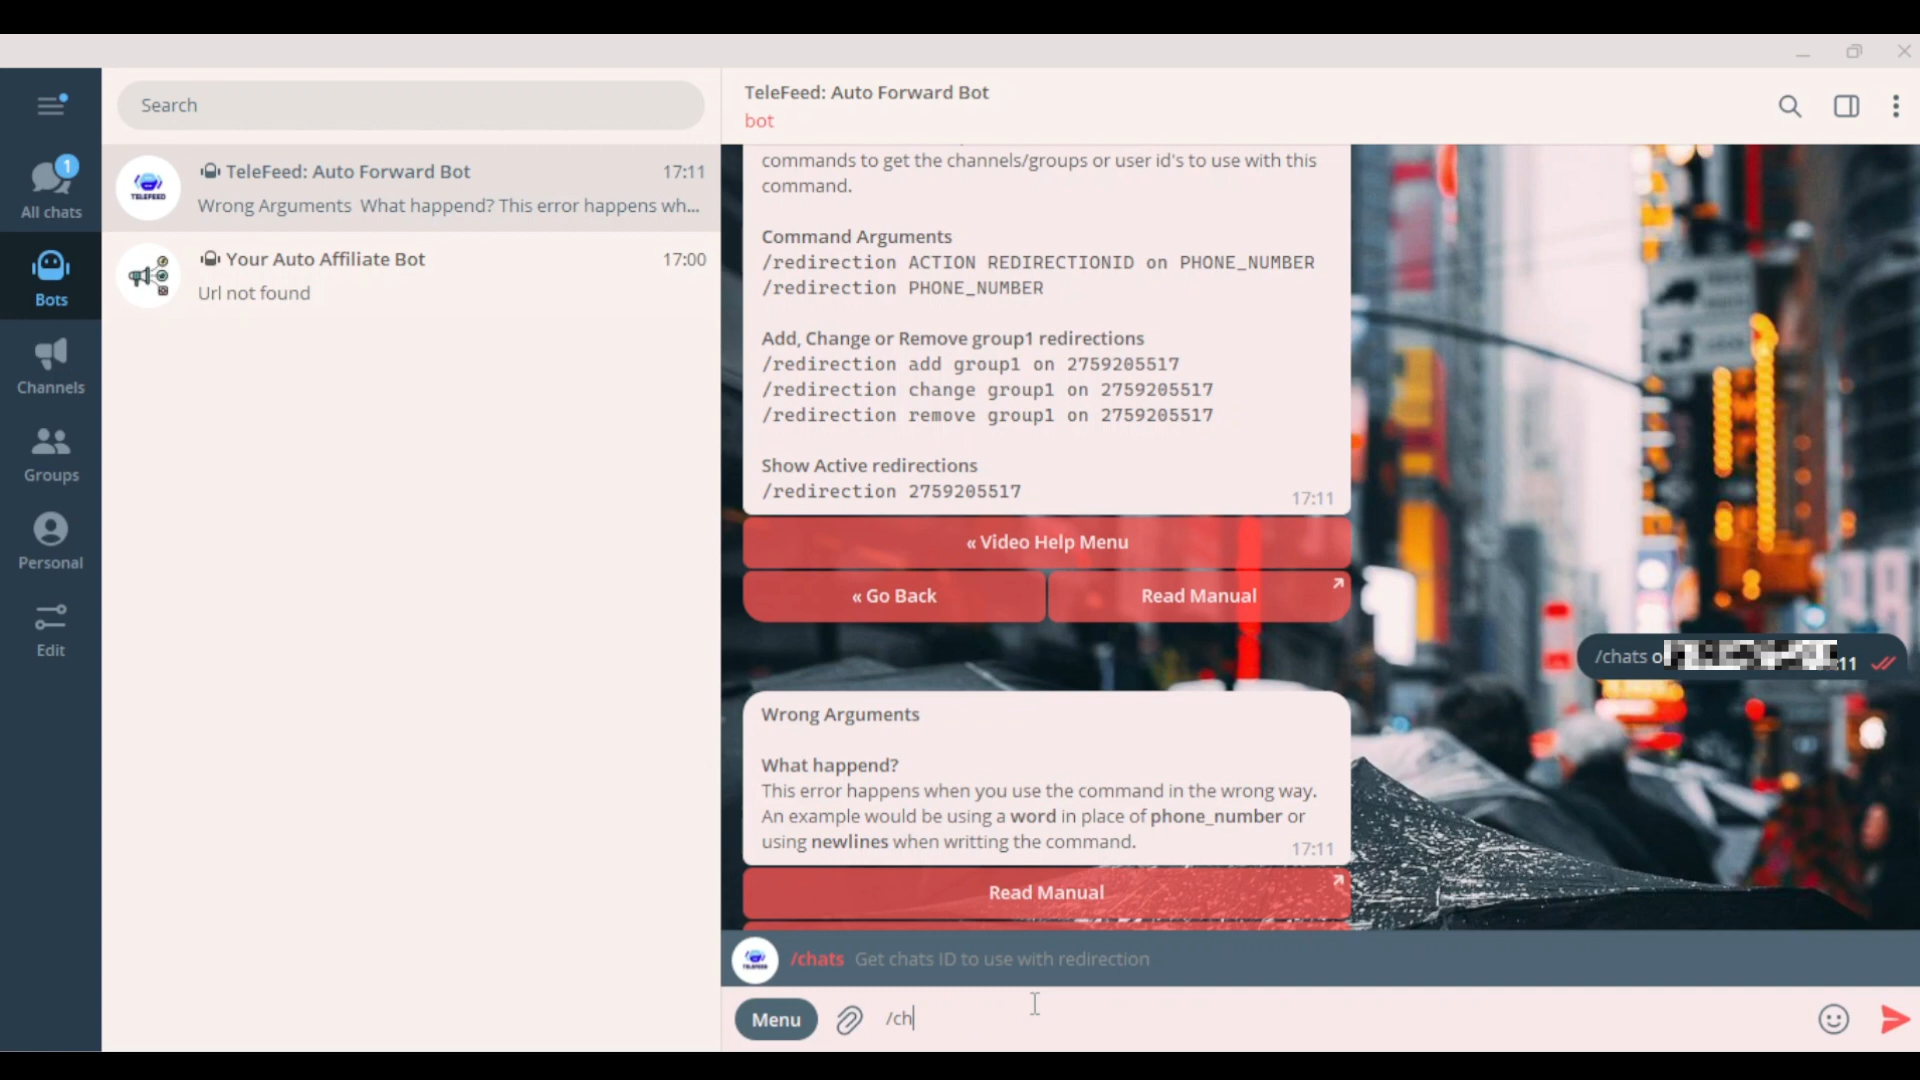 Search
TeleFeed: Auto Forward Bot
bot
1
All chats
TeleFeed: Auto Forward Bot 17:11
Wrong Arguments What happend? This error happens wh...
Bots
Your Auto Affiliate Bot 17:00
Url not found
Channels
Groups
Personal
Edit
commands to get the channels/groups or user id's to use with this
command.
Command Arguments
/redirection ACTION REDIRECTIONID on PHONE_NUMBER
/redirection PHONE_NUMBER
Add, Change or Remove group1 redirections
/redirection add group1 on 2759205517
/redirection change group1 on 2759205517
/redirection remove group1 on 2759205517
Show Active redirections
/redirection 2759205517
17:11
« Video Help Menu
« Go Back Read Manual
/chats
Wrong Arguments
What happend?
This error happens when you use the command in the wrong way.
An example would be using a word in place of phone_number or
using newlines when writting the command.
17:11
Read Manual
TELEFEED
/chats Get chats ID to use with redirection
Menu /ch